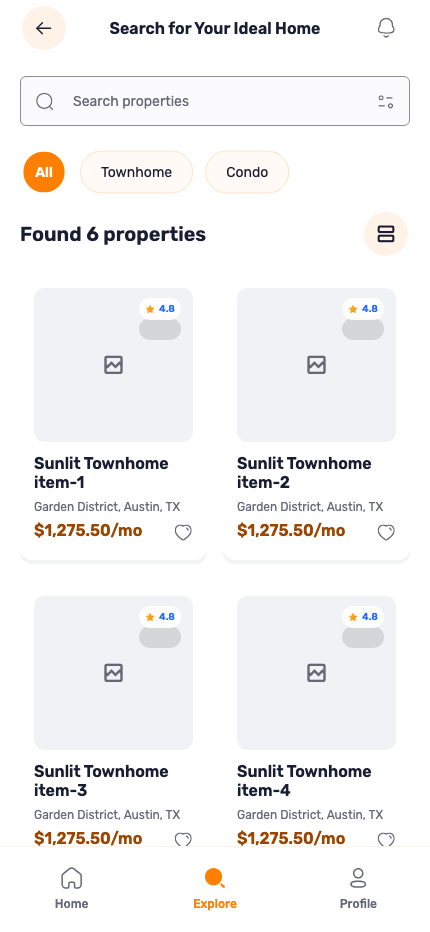 Search for Your Ideal Home
Search properties
All
Townhome
Condo
Found 6 properties
4.8
4.8
Sunlit Townhome
item-1
Garden District, Austin, TX
$1,275.50/mo
Sunlit Townhome
item-2
Garden District, Austin, TX
$1,275.50/mo
4.8
4.8
Sunlit Townhome
item-3
Garden District, Austin, TX
$1,275.50/mo
Sunlit Townhome
item-4
Garden District, Austin, TX
$1,275.50/mo
Home
Explore
Profile